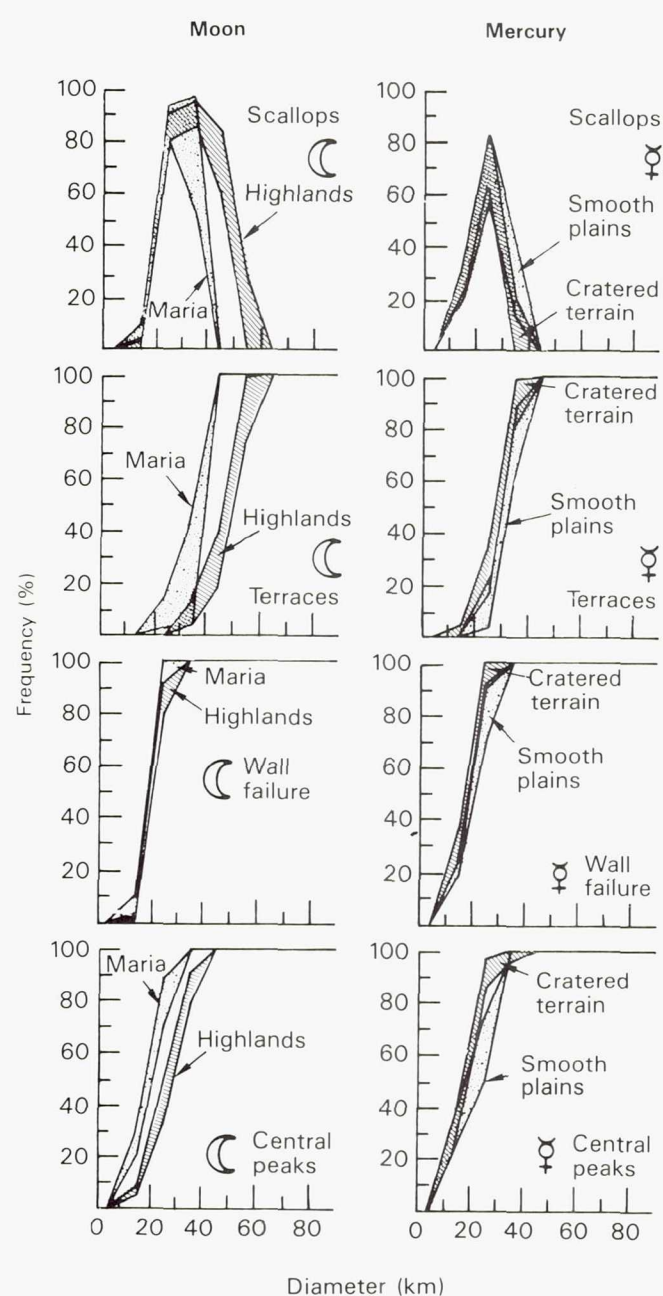 Moon
Mercury
Frequency (%)
100
80
60
40
20
Scallops
Highlands
Maria
100
80
60
40
20
Scallops
Smooth
plains
Cratered
terrain
100
80
60
40
20
Maria
Highlands
Terraces
100
80
60
40
20
Cratered
terrain
Smooth
plains
Terraces
100
80
60
40
20
Maria
Highlands
Wall
failure
100
80
60
40
20
Cratered
terrain
Smooth
plains
Wall
failure
100
80
60
40
20
Maria
Highlands
Central
peaks
0 20 40 60 80
100
80
60
40
20
Cratered
terrain
Smooth
plains
Central
peaks
0 20 40 60 80
Diameter (km)